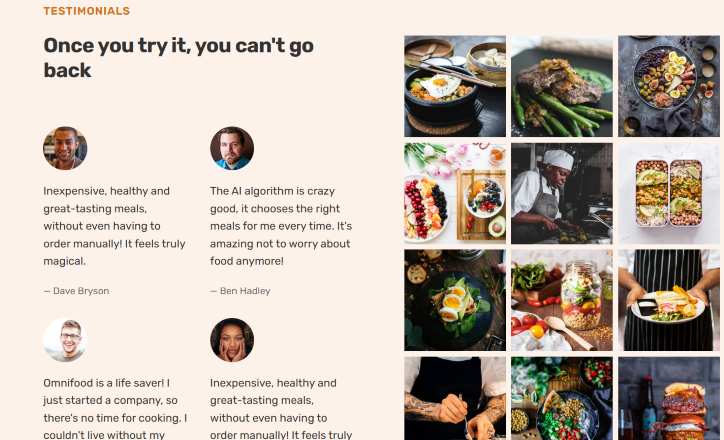 TESTIMONIALS
Once you try it, you can't go
back
Inexpensive, healthy and
great-tasting meals,
without even having to
order manually! It feels truly
magical.
— Dave Bryson
The AI algorithm is crazy
good, it chooses the right
meals for me every time. It's
amazing not to worry about
food anymore!
— Ben Hadley
Omnifood is a life saver! I
just started a company, so
there's no time for cooking. I
couldn't live without my
Inexpensive, healthy and
great-tasting meals,
without even having to
order manually! It feels truly